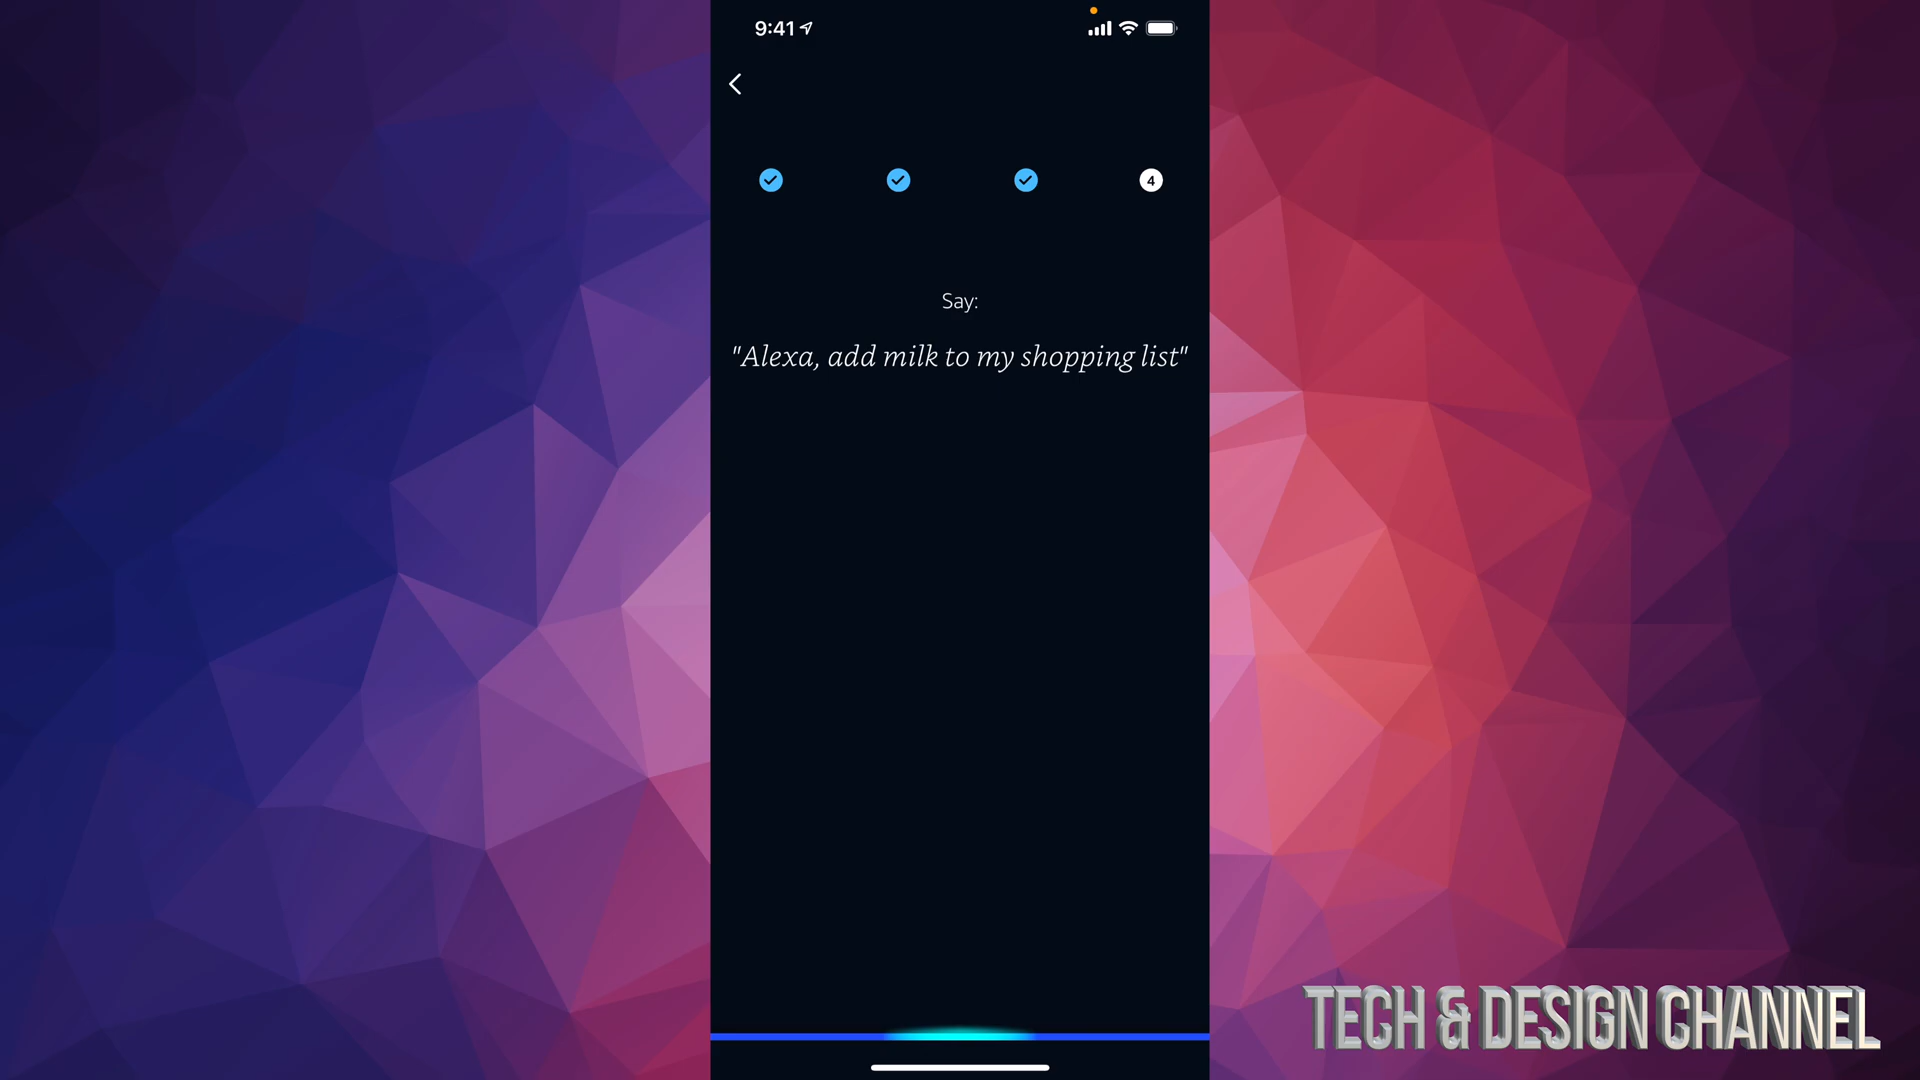 9:41
4
Say:
"Alexa, add milk to my shopping list"
TECH & DESIGN CHANNEL